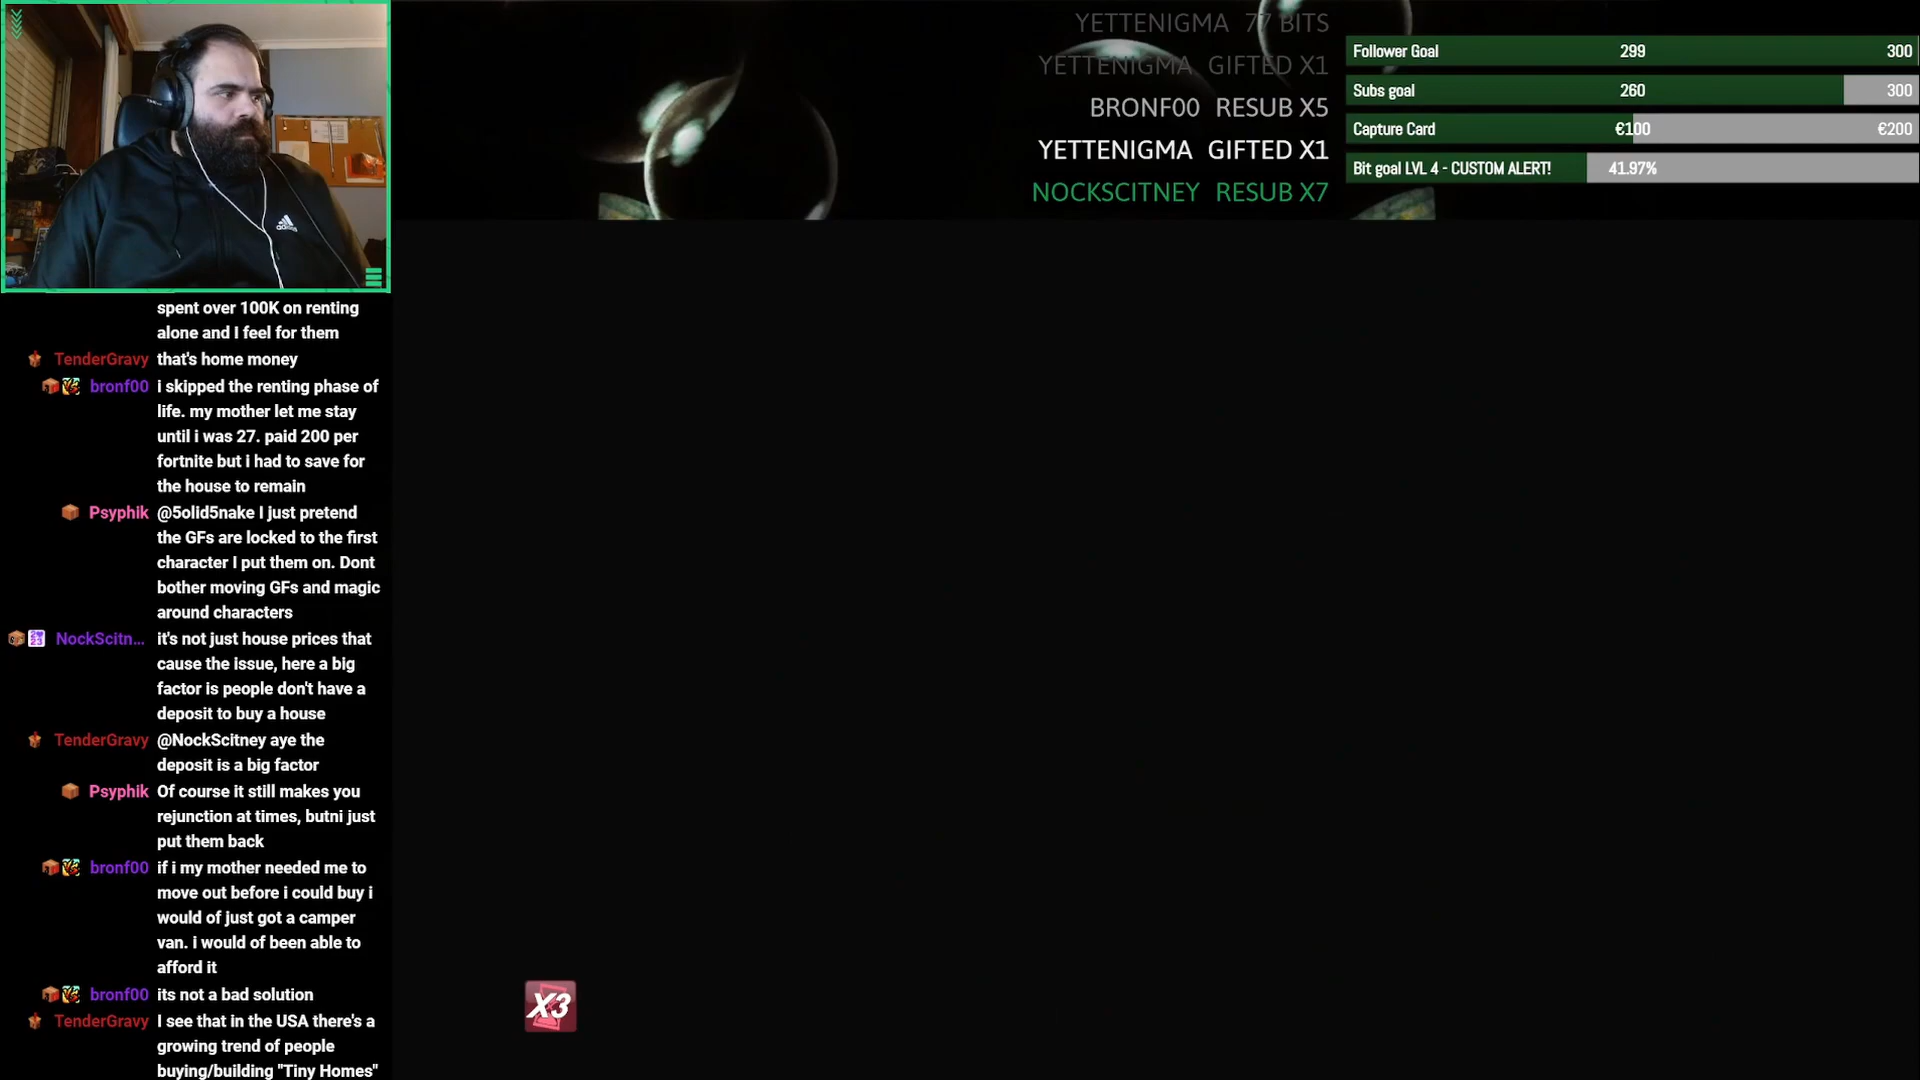 YETTENIGMA 77 BITS
YETTENIGMA GIFTED X1
BRONF00 RESUB X5
YETTENIGMA GIFTED X1
NOCKSCITNEY RESUB X7
Follower Goal 299 300
Subs goal 260 300
Capture Card €100 €200
Bit goal LVL 4 - CUSTOM ALERT! 41.97%
adidas
spent over 100K on renting
alone and I feel for them
TenderGravy that's home money
bronf00 i skipped the renting phase of
life. my mother let me stay
until i was 27. paid 200 per
fortnite but i had to save for
the house to remain
Psyphik @5olid5nake I just pretend
the GFs are locked to the first
character I put them on. Dont
bother moving GFs and magic
around characters
NockScitn... it's not just house prices that
cause the issue, here a big
factor is people don't have a
deposit to buy a house
TenderGravy @NockScitney aye the
deposit is a big factor
Psyphik Of course it still makes you
rejunction at times, butni just
put them back
bronf00 if i my mother needed me to
move out before i could buy i
would of just got a camper
van. i would of been able to
afford it
bronf00 its not a bad solution
TenderGravy I see that in the USA there's a
growing trend of people
buying/building "Tiny Homes"
X3